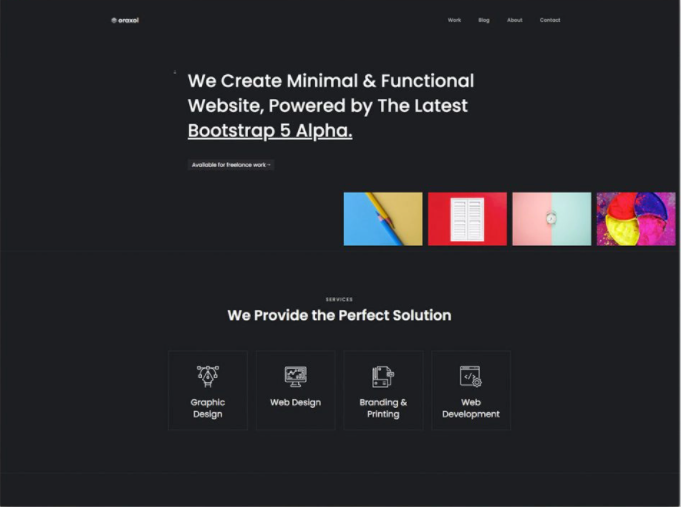 oraxol
Work Blog About Contact
We Create Minimal & Functional
Website, Powered by The Latest
Bootstrap 5 Alpha.
Available for freelance work -
SERVICES
We Provide the Perfect Solution
Graphic
Design
Web Design
Branding &
Printing
Web
Development